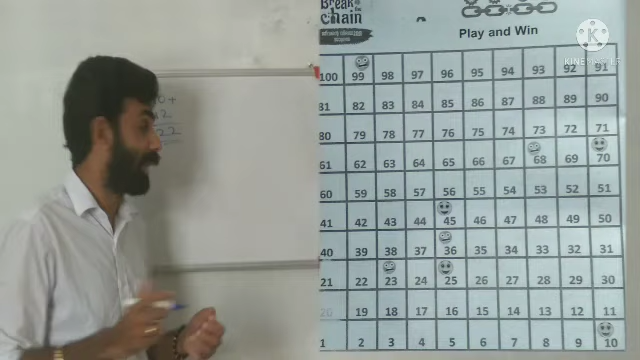 Break
the
chain
Play and Win
KINEMASTER
100 99 98 97 96 95 94 93 92 91
81 82 83 84 85 86 87 88 89 90
80 79 78 77 76 75 74 73 72 71
61 62 63 64 65 66 67 68 69 70
60 59 58 57 56 55 54 53 52 51
41 42 43 44 45 46 47 48 49 50
40 39 38 37 36 35 34 33 32 31
21 22 23 24 25 26 27 28 29 30
20 19 18 17 16 15 14 13 12 11
1 2 3 4 5 6 7 8 9 10